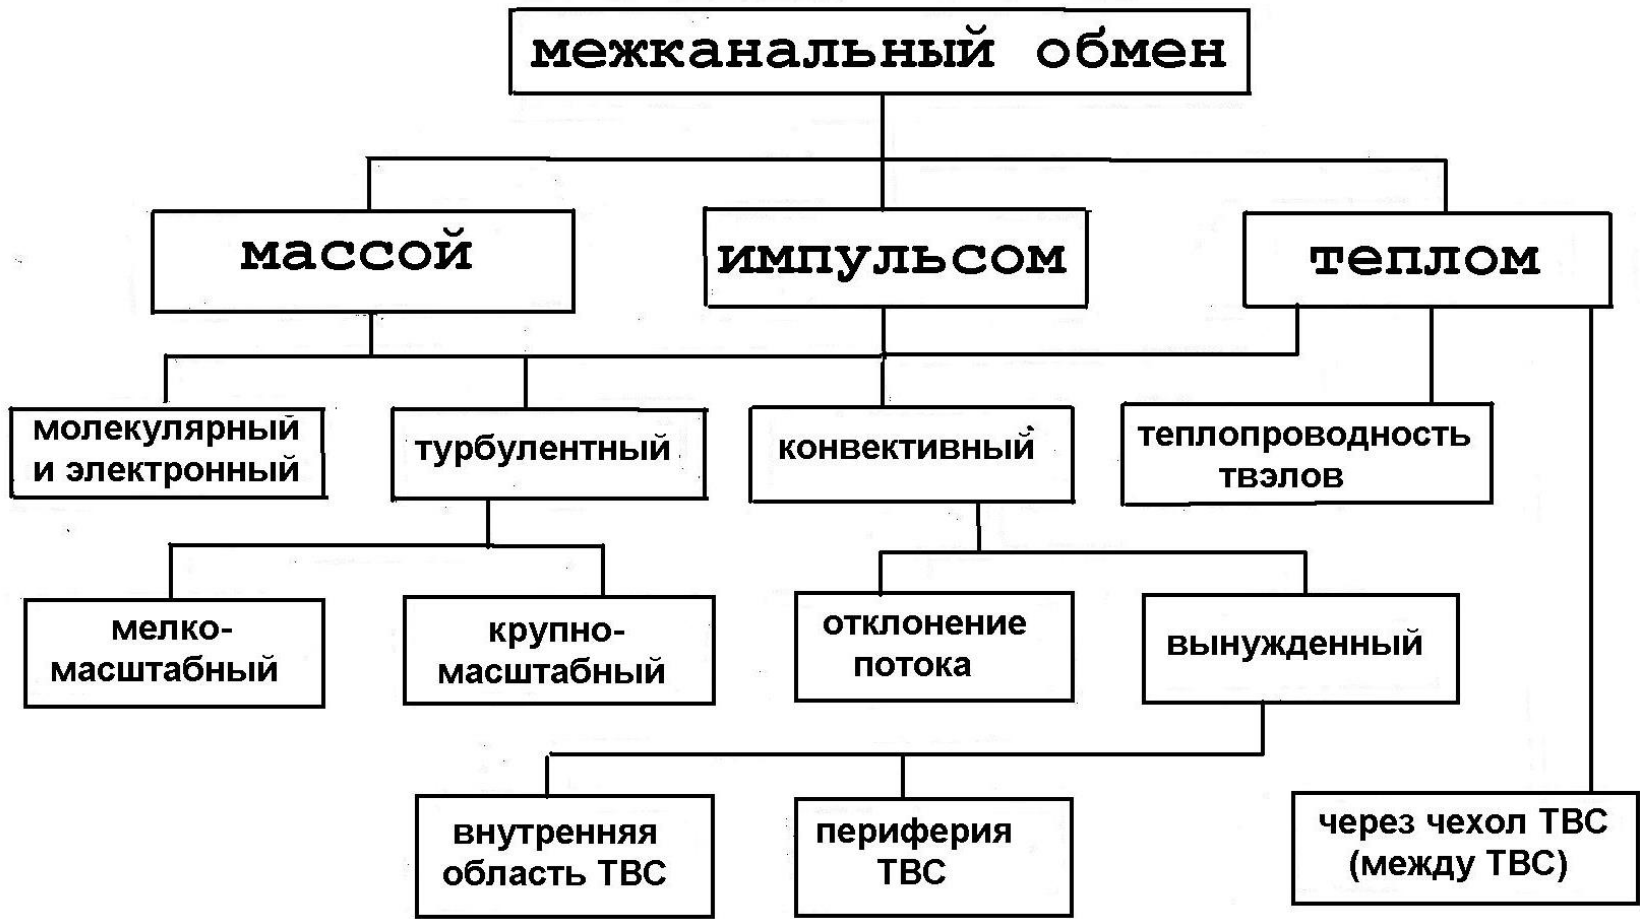 межканальный обмен
массой
импульсом
теплом
молекулярный
и электронный
турбулентный
конвективный
теплопроводность
твэлов
мелко-
масштабный
крупно-
масштабный
отклонение
потока
вынужденный
внутренняя
область ТВС
периферия
ТВС
через чехол ТВС
(между ТВС)